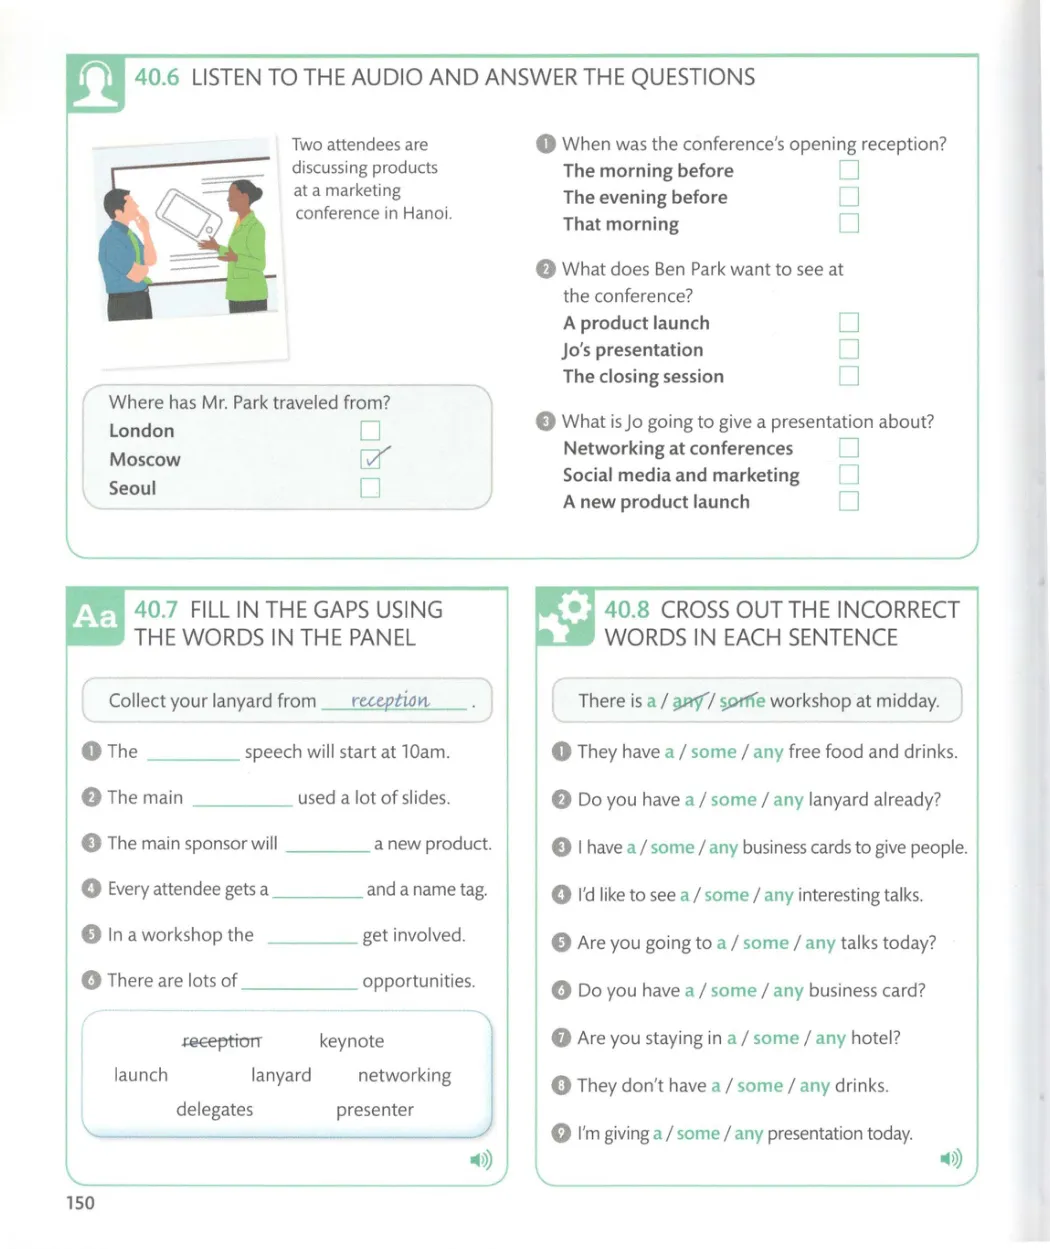 40.6 LISTEN TO THE AUDIO AND ANSWER THE QUESTIONS
Two attendees are
discussing products
at a marketing
conference in Hanoi.
Where has Mr. Park traveled from?
London
Moscow
Seoul
1 When was the conference's opening reception?
The morning before
The evening before
That morning
2 What does Ben Park want to see at
the conference?
A product launch
Jo's presentation
The closing session
3 What is Jo going to give a presentation about?
Networking at conferences
Social media and marketing
A new product launch
Aa 40.7 FILL IN THE GAPS USING
THE WORDS IN THE PANEL
Collect your lanyard from reception.
1 The ________ speech will start at 10am.
2 The main ________ used a lot of slides.
3 The main sponsor will ________ a new product.
4 Every attendee gets a ________ and a name tag.
5 In a workshop the ________ get involved.
6 There are lots of ________ opportunities.
reception keynote
launch lanyard networking
delegates presenter
40.8 CROSS OUT THE INCORRECT
WORDS IN EACH SENTENCE
There is a / any / some workshop at midday.
1 They have a / some / any free food and drinks.
2 Do you have a / some / any lanyard already?
3 I have a / some / any business cards to give people.
4 I'd like to see a / some / any interesting talks.
5 Are you going to a / some / any talks today?
6 Do you have a / some / any business card?
7 Are you staying in a / some / any hotel?
8 They don't have a / some / any drinks.
9 I'm giving a / some / any presentation today.
150